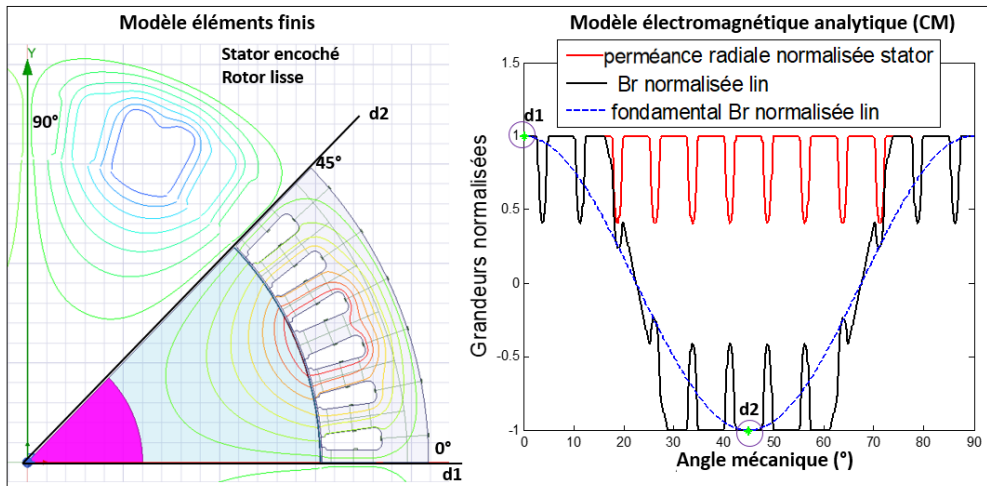 Modèle éléments finis
Stator encoché
Rotor lisse
Y
90°
d2
45°
0°
d1
Modèle électromagnétique analytique (CM)
perméance radiale normalisée stator
Br normalisée lin
fondamental Br normalisée lin
Grandeurs normalisées
1.5
1
0.5
0
-0.5
-1
d1
d2
0 10 20 30 40 50 60 70 80 90
Angle mécanique (°)